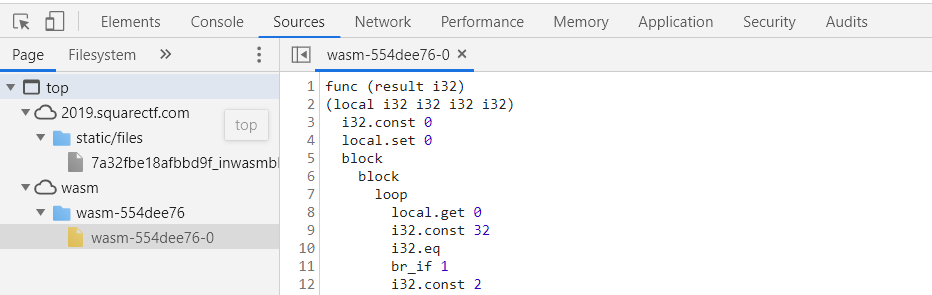 Elements Console Sources Network Performance Memory Application Security Audits
Page Filesystem »
wasm-554dee76-0 ×
top
2019.squarectf.com
top
static/files
7a32fbe18afbbd9f_inwasmbl
wasm
wasm-554dee76
wasm-554dee76-0
1 func (result i32)
2 (local i32 i32 i32 i32)
3 i32.const 0
4 local.set 0
5 block
6 block
7 loop
8 local.get 0
9 i32.const 32
10 i32.eq
11 br_if 1
12 i32.const 2